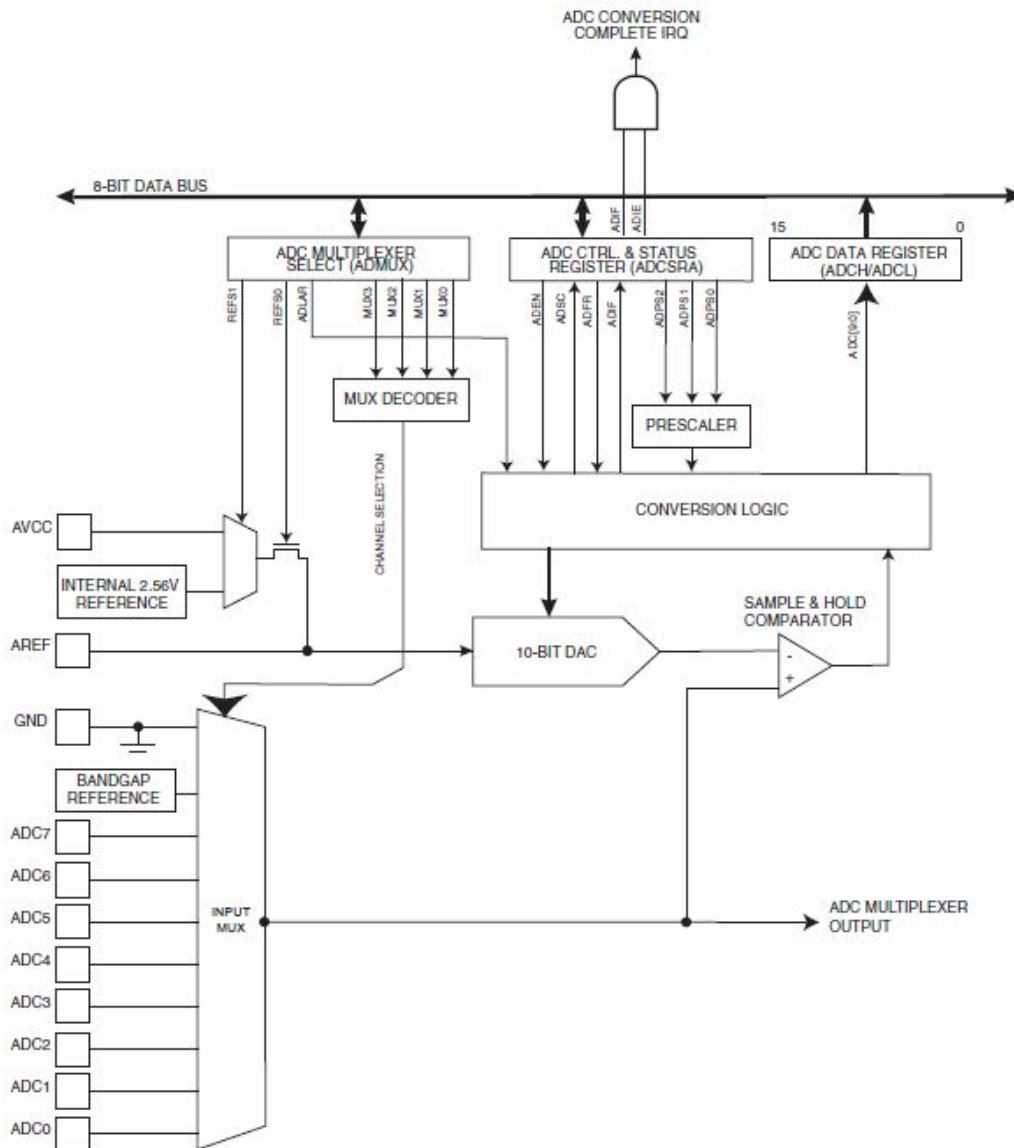 ADC CONVERSION
COMPLETE IRQ
8-BIT DATA BUS
ADIF
ADIE
15
0
ADC MULTIPLEXER
SELECT (ADMUX)
ADC CTRL. & STATUS
REGISTER (ADCSRA)
ADC DATA REGISTER
(ADCH/ADCL)
REFS1
REFS0
ADLAR
MUX3
MUX2
MUX1
MUX0
ADEN
ADSC
ADFR
ADIF
ADPS2
ADPS1
ADPS0
ADC[9:0]
MUX DECODER
PRESCALER
CHANNEL SELECTION
CONVERSION LOGIC
AVCC
INTERNAL 2.56V
REFERENCE
SAMPLE & HOLD
COMPARATOR
AREF
10-BIT DAC
-
+
GND
BANDGAP
REFERENCE
ADC7
ADC6
ADC5
INPUT
MUX
ADC MULTIPLEXER
OUTPUT
ADC4
ADC3
ADC2
ADC1
ADC0